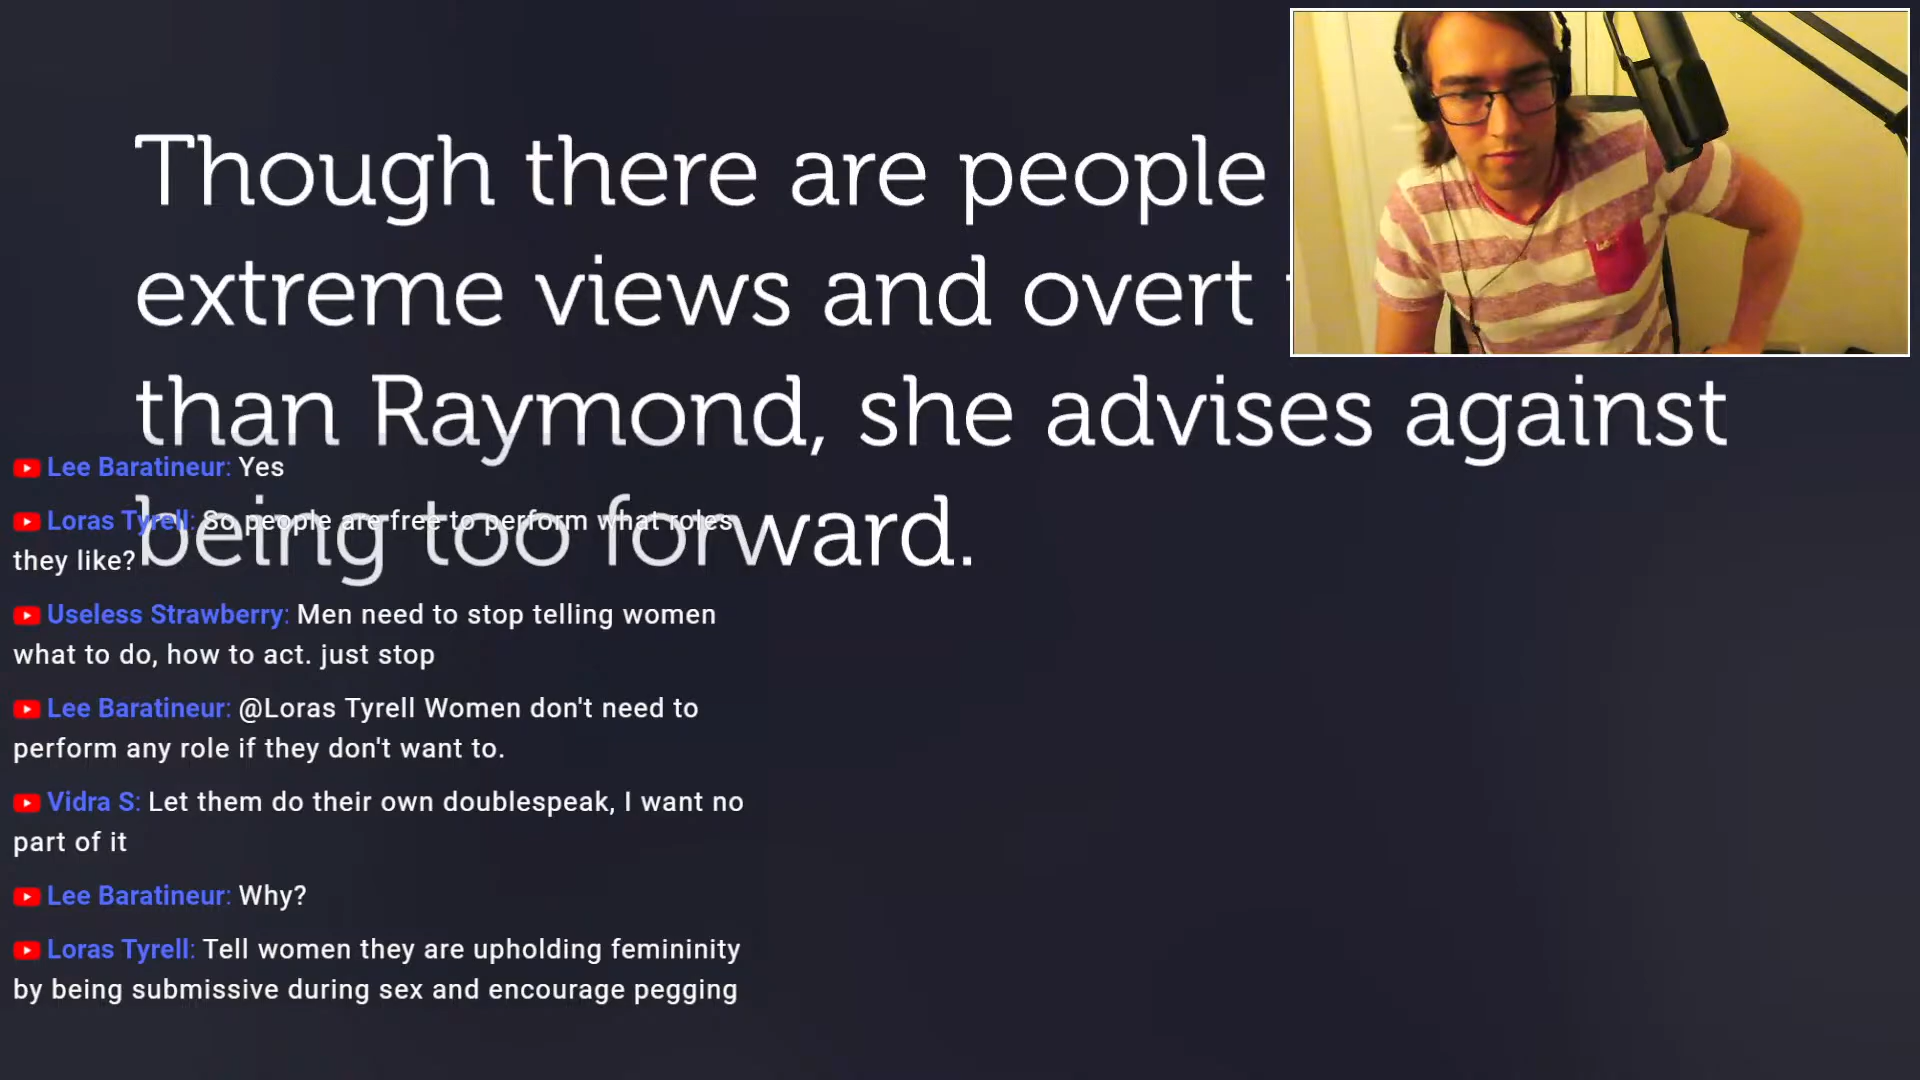 Though there are people
extreme views and overt
than Raymond, she advises against
being too forward.
Lee Baratineur: Yes
Loras Tyrell: So people are free to perform what roles
they like?
Useless Strawberry: Men need to stop telling women
what to do, how to act. just stop
Lee Baratineur: @Loras Tyrell Women don't need to
perform any role if they don't want to.
Vidra S: Let them do their own doublespeak, I want no
part of it
Lee Baratineur: Why?
Loras Tyrell: Tell women they are upholding femininity
by being submissive during sex and encourage pegging